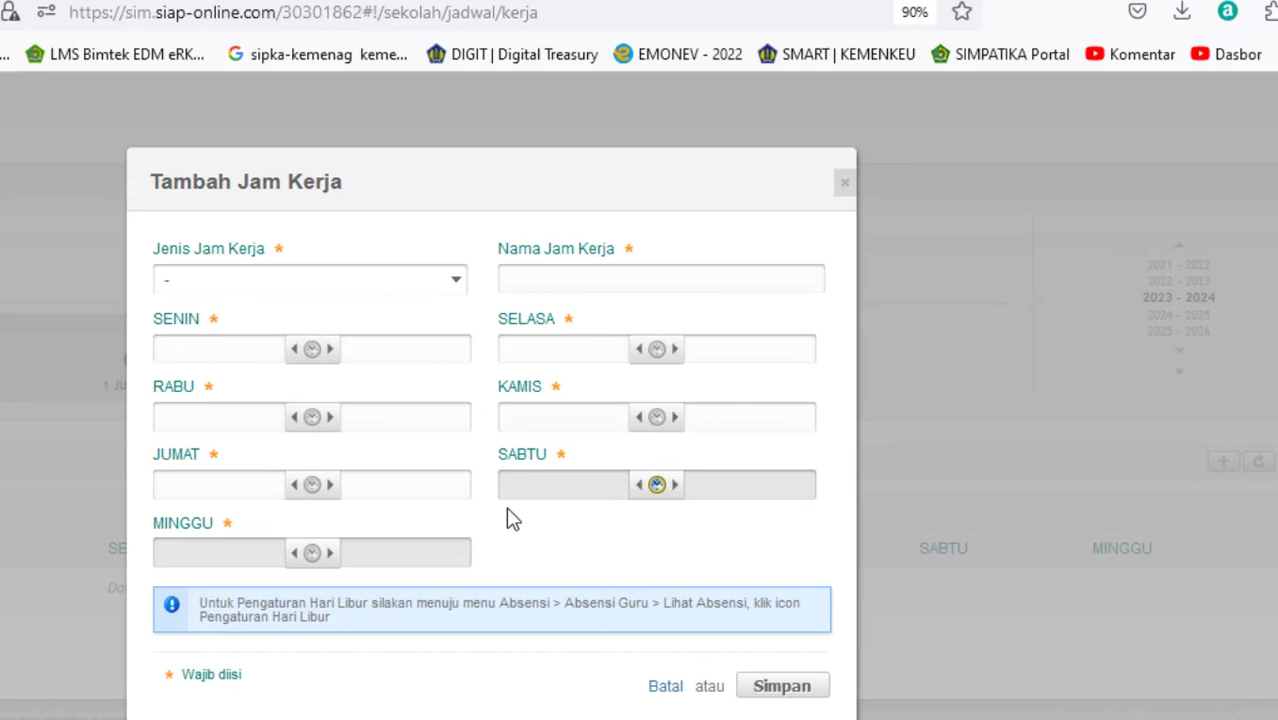 https://sim.siap-online.com/30301862#!/sekolah/jadwal/kerja
90%
a
... LMS Bimtek EDM eRK... sipka-kemenag keme... DIGIT | Digital Treasury EMONEV - 2022 SMART | KEMENKEU SIMPATIKA Portal Komentar Dasbor
Tambah Jam Kerja
×
Jenis Jam Kerja * Nama Jam Kerja *
-
SENIN * SELASA *
RABU * KAMIS *
JUMAT * SABTU *
MINGGU *
Untuk Pengaturan Hari Libur silakan menuju menu Absensi > Absensi Guru > Lihat Absensi, klik icon
Pengaturan Hari Libur
* Wajib diisi
Batal atau Simpan
2021 - 2022
2022 - 2023
2023 - 2024
2024 - 2025
2025 - 2026
1 JU
SE
SABTU MINGGU